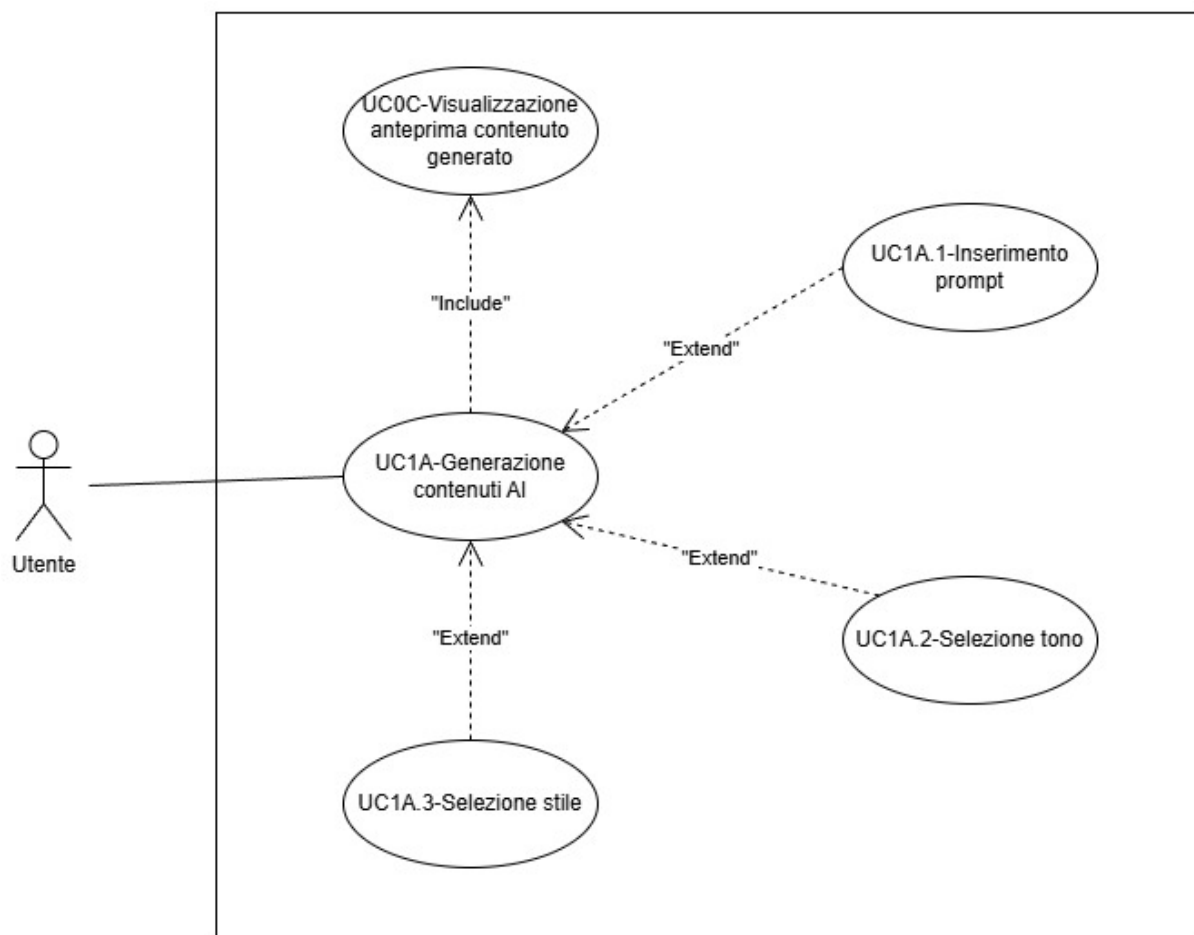 UC0C-Visualizzazione
anteprima contenuto
generato
UC1A.1-Inserimento
prompt
"Include"
"Extend"
UC1A-Generazione
contenuti AI
Utente
"Extend"
"Extend"
UC1A.2-Selezione tono
UC1A.3-Selezione stile